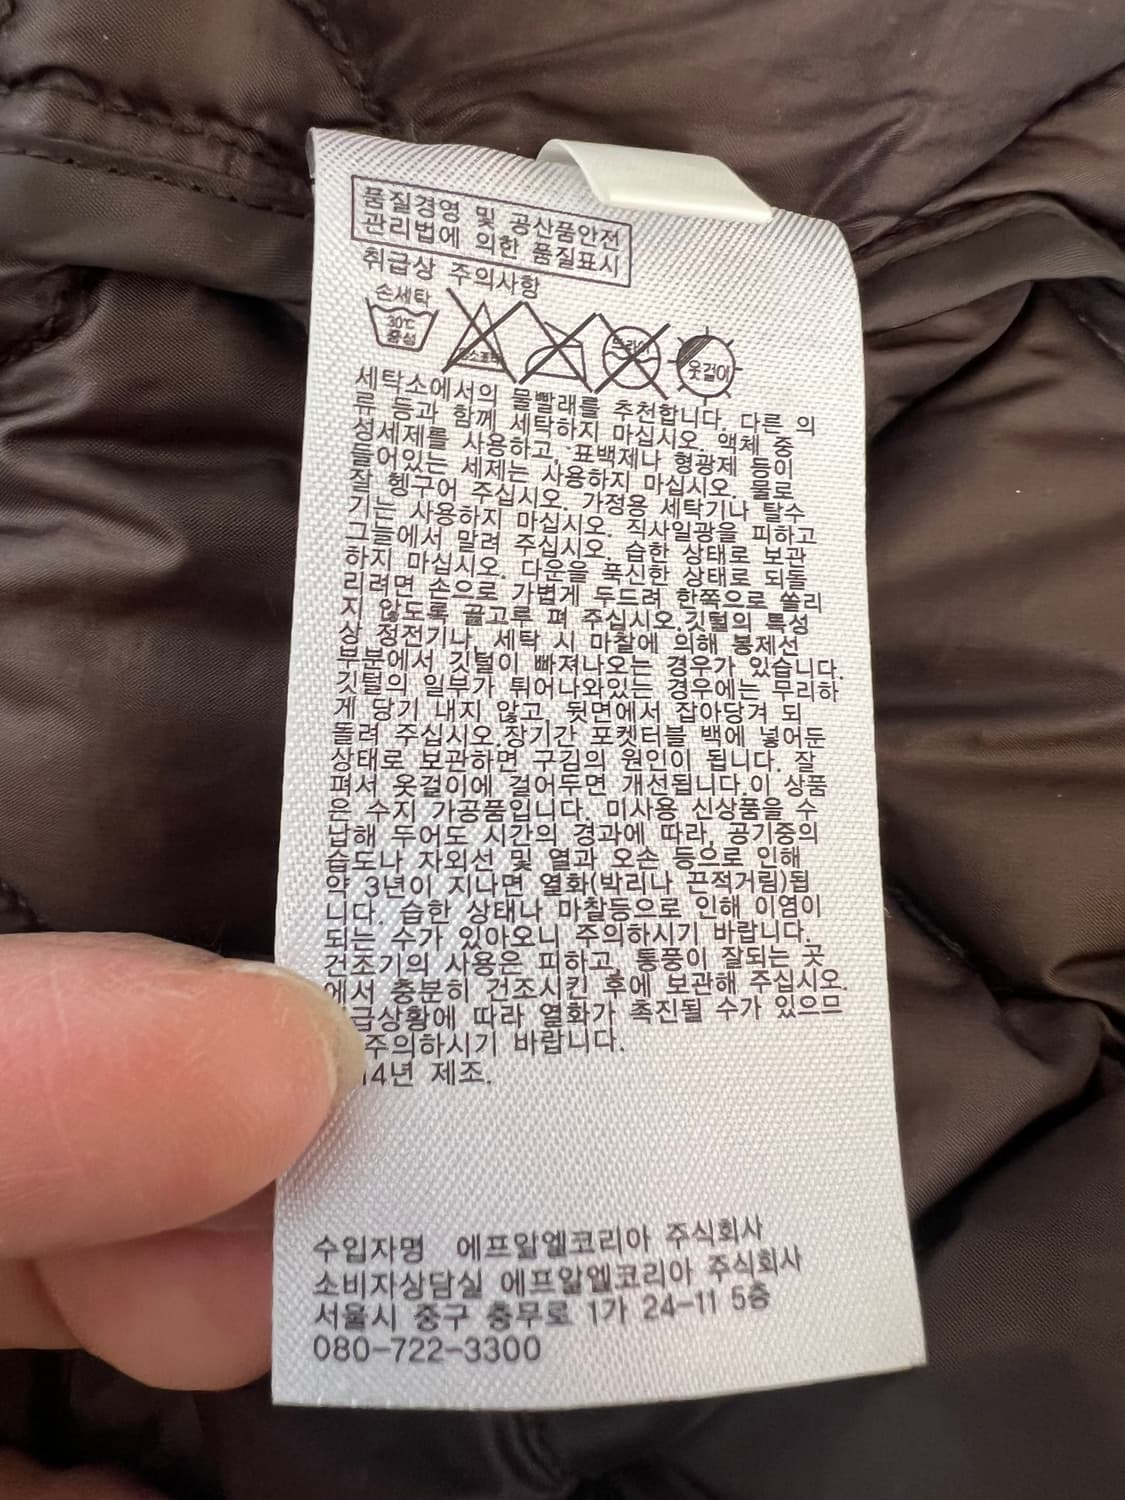 품질경영 및 공산품안전
관리법에 의한 품질표시
취급상 주의사항
손세탁
30℃
중성
옷걸이
세탁소에서의 물빨래를 추천합니다. 다른 의
류 등과 함께 세탁하지 마십시오. 액체 중
성세제를 사용하고, 표백제나 형광제 등이
들어있는 세제는 사용하지 마십시오. 물로
잘 헹구어 주십시오. 가정용 세탁기나 탈수
기는 사용하지 마십시오. 직사일광을 피하고
그늘에서 말려 주십시오. 습한 상태로 보관
하지 마십시오. 다운을 푹신한 상태로 되돌
리려면 손으로 가볍게 두드려 한쪽으로 쏠리
지 않도록 골고루 펴 주십시오.깃털의 특성
상 정전기나, 세탁 시 마찰에 의해 봉제선
부분에서 깃털이 빠져나오는 경우가 있습니다.
깃털의 일부가 튀어나와있는 경우에는 무리하
게 당기 내지 않고, 뒷면에서 잡아당겨 되
돌려 주십시오.장기간 포켓터블 백에 넣어둔
상태로 보관하면 구김의 원인이 됩니다. 잘
펴서 옷걸이에 걸어두면 개선됩니다.이 상품
은 수지 가공품입니다. 미사용 신상품을 수
납해 두어도 시간의 경과에 따라, 공기중의
습도나 자외선 및 열과 오손 등으로 인해
약 3년이 지나면 열화(박리나 끈적거림)됩
니다. 습한 상태나 마찰등으로 인해 이염이
되는 수가 있아오니 주의하시기 바랍니다.
건조기의 사용은 피하고, 통풍이 잘되는 곳
에서 충분히 건조시킨 후에 보관해 주십시오.
급상황에 따라 열화가 촉진될 수가 있으므
주의하시기 바랍니다.
14년 제조.
수입자명 에프알엘코리아 주식회사
소비자상담실 에프알엘코리아 주식회사
서울시 중구 충무로 1가 24-11 5층
080-722-3300